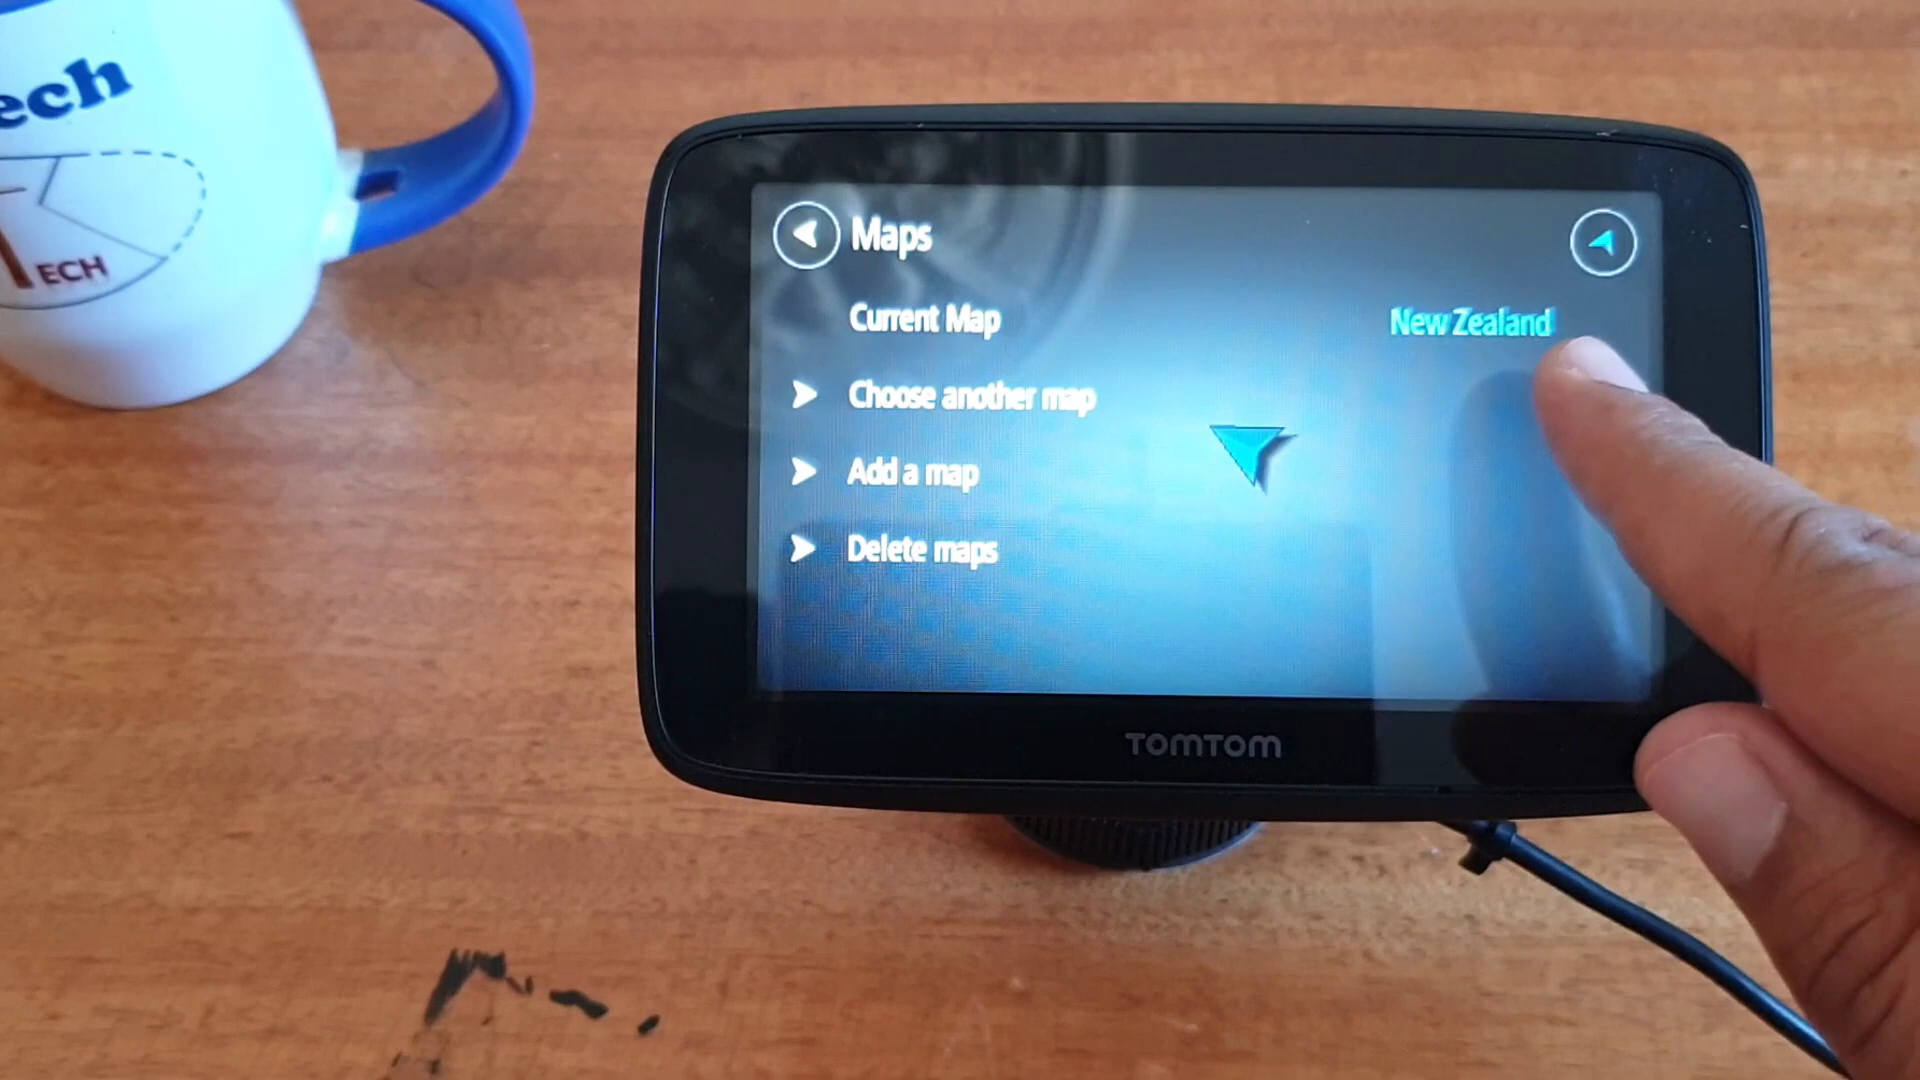 ech
ECH
Maps
Current Map New Zealand
Choose another map
Add a map
Delete maps
TOMTOM